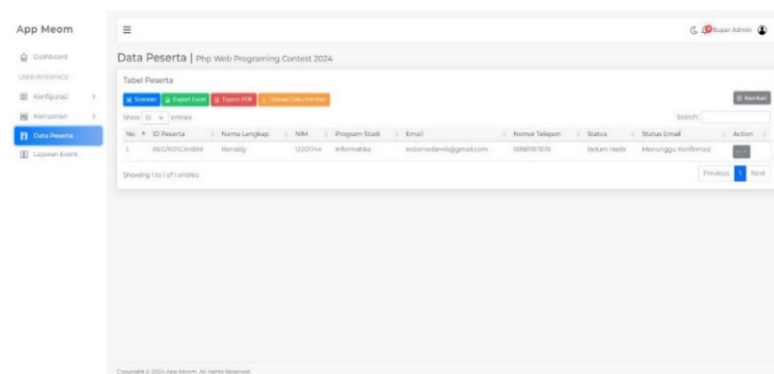 App Meom
Super Admin
Dashboard
Data Peserta | Php Web Programing Contest 2024
USER INTERFACE
Tabel Peserta
Konfigurasi
Scanner Export Excel Export PDF Upload Dokumentasi Kembali
Komponen
Show 10 entries Search:
Data Peserta
No. ID Peserta Nama Lengkap NIM Program Studi Email Nomor Telepon Status Status Email Action
1 Renaldy 12201744 Informatika Belum Hadir Menunggu Konfirmasi
Laporan Event
Showing 1 to 1 of 1 entries Previous 1 Next
Copyright © 2024 App Meom. All rights Reserved